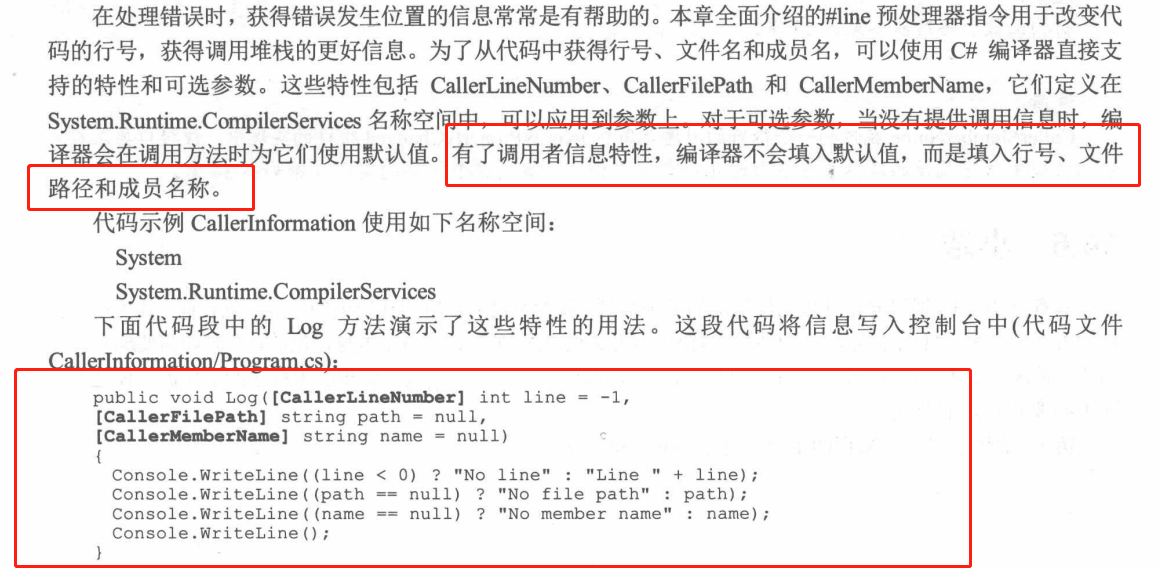 在处理错误时，获得错误发生位置的信息常常是有帮助的。本章全面介绍的#line 预处理器指令用于改变代
码的行号，获得调用堆栈的更好信息。为了从代码中获得行号、文件名和成员名，可以使用 C# 编译器直接支
持的特性和可选参数。这些特性包括 CallerLineNumber、CallerFilePath 和 CallerMemberName，它们定义在
System.Runtime.CompilerServices 名称空间中，可以应用到参数上。对于可选参数，当没有提供调用信息时，编
译器会在调用方法时为它们使用默认值。有了调用者信息特性，编译器不会填入默认值，而是填入行号、文件
路径和成员名称。
代码示例 CallerInformation 使用如下名称空间：
System
System.Runtime.CompilerServices
下面代码段中的 Log 方法演示了这些特性的用法。这段代码将信息写入控制台中(代码文件
CallerInformation/Program.cs)：
public void Log([CallerLineNumber] int line = -1,
[CallerFilePath] string path = null,
[CallerMemberName] string name = null)
{
  Console.WriteLine((line < 0) ? "No line" : "Line " + line);
  Console.WriteLine((path == null) ? "No file path" : path);
  Console.WriteLine((name == null) ? "No member name" : name);
  Console.WriteLine();
}